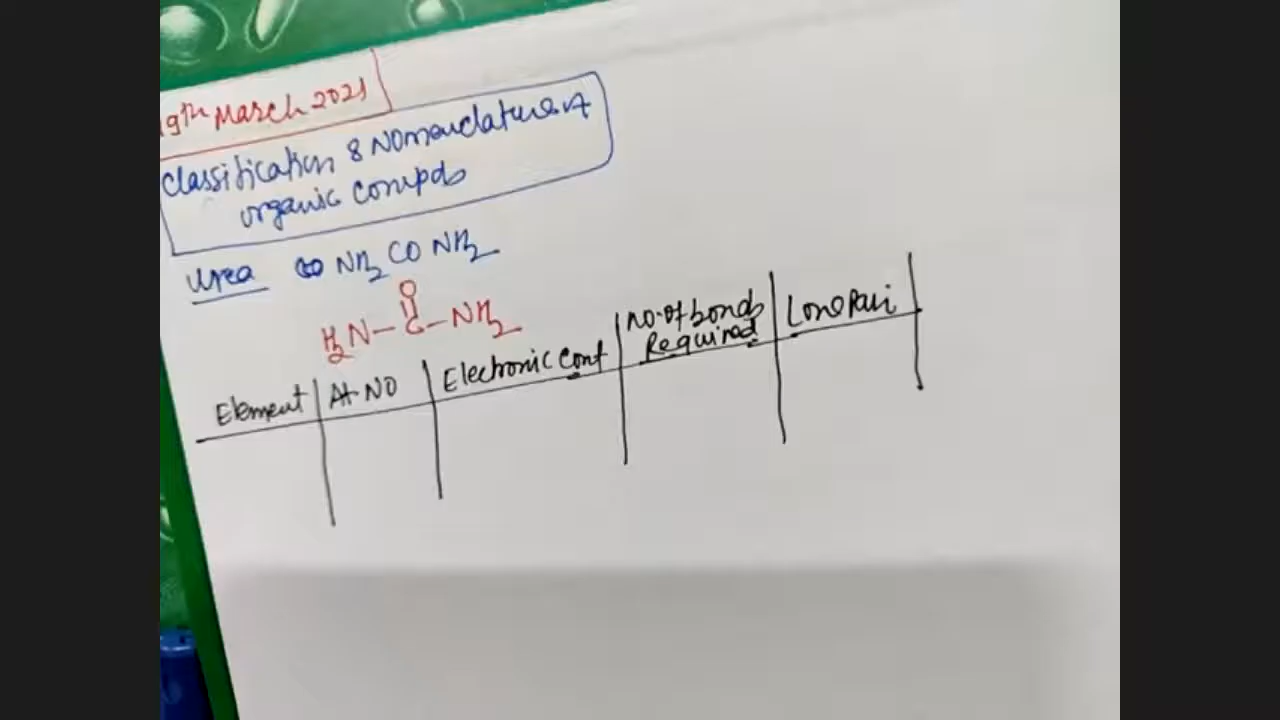 19th March 2021
Classification & Nomenclature of
organic compds
Urea NH2 CO NH2
O
H2N-C-NH2
Element At. NO Electronic Conf No. of bonds Required Lone Pair